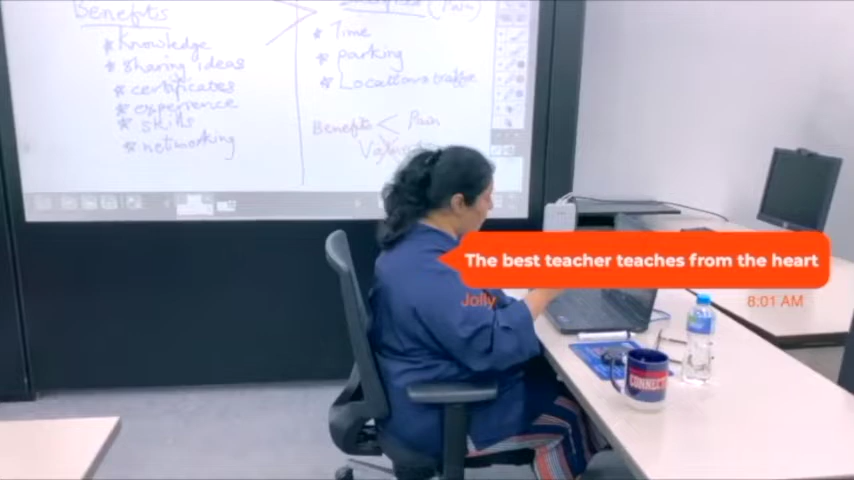 Benefits
* Knowledge
* sharing ideas
* certificates
* experience
* skills
* networking
(Pain)
* Time
* parking
* Location & traffic
Benefits < Pain
The best teacher teaches from the heart
Jolly
8:01 AM
CONNECT